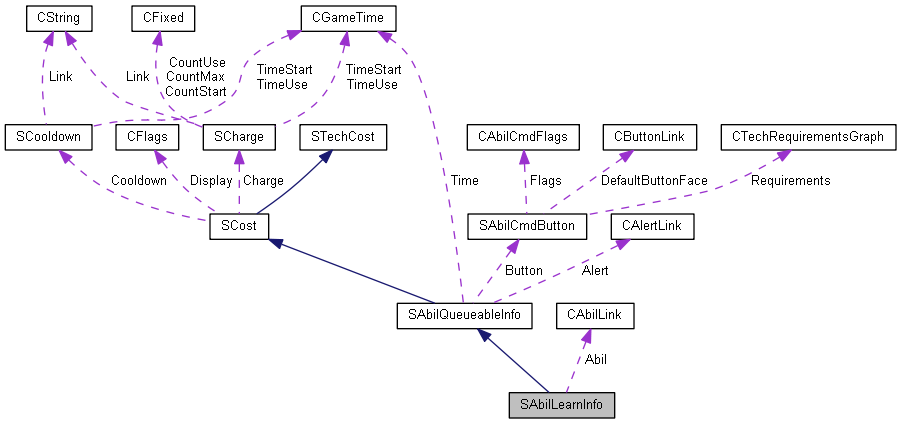 CString
CFixed
CGameTime
Link
Link
CountUse
CountMax
CountStart
TimeStart
TimeUse
TimeStart
TimeUse
SCooldown
CFlags
SCharge
STechCost
CAbilCmdFlags
CButtonLink
CTechRequirementsGraph
Cooldown
Display
Charge
Time
Flags
DefaultButtonFace
Requirements
SCost
SAbilCmdButton
CAlertLink
Button
Alert
SAbilQueueableInfo
CAbilLink
Abil
SAbilLearnInfo